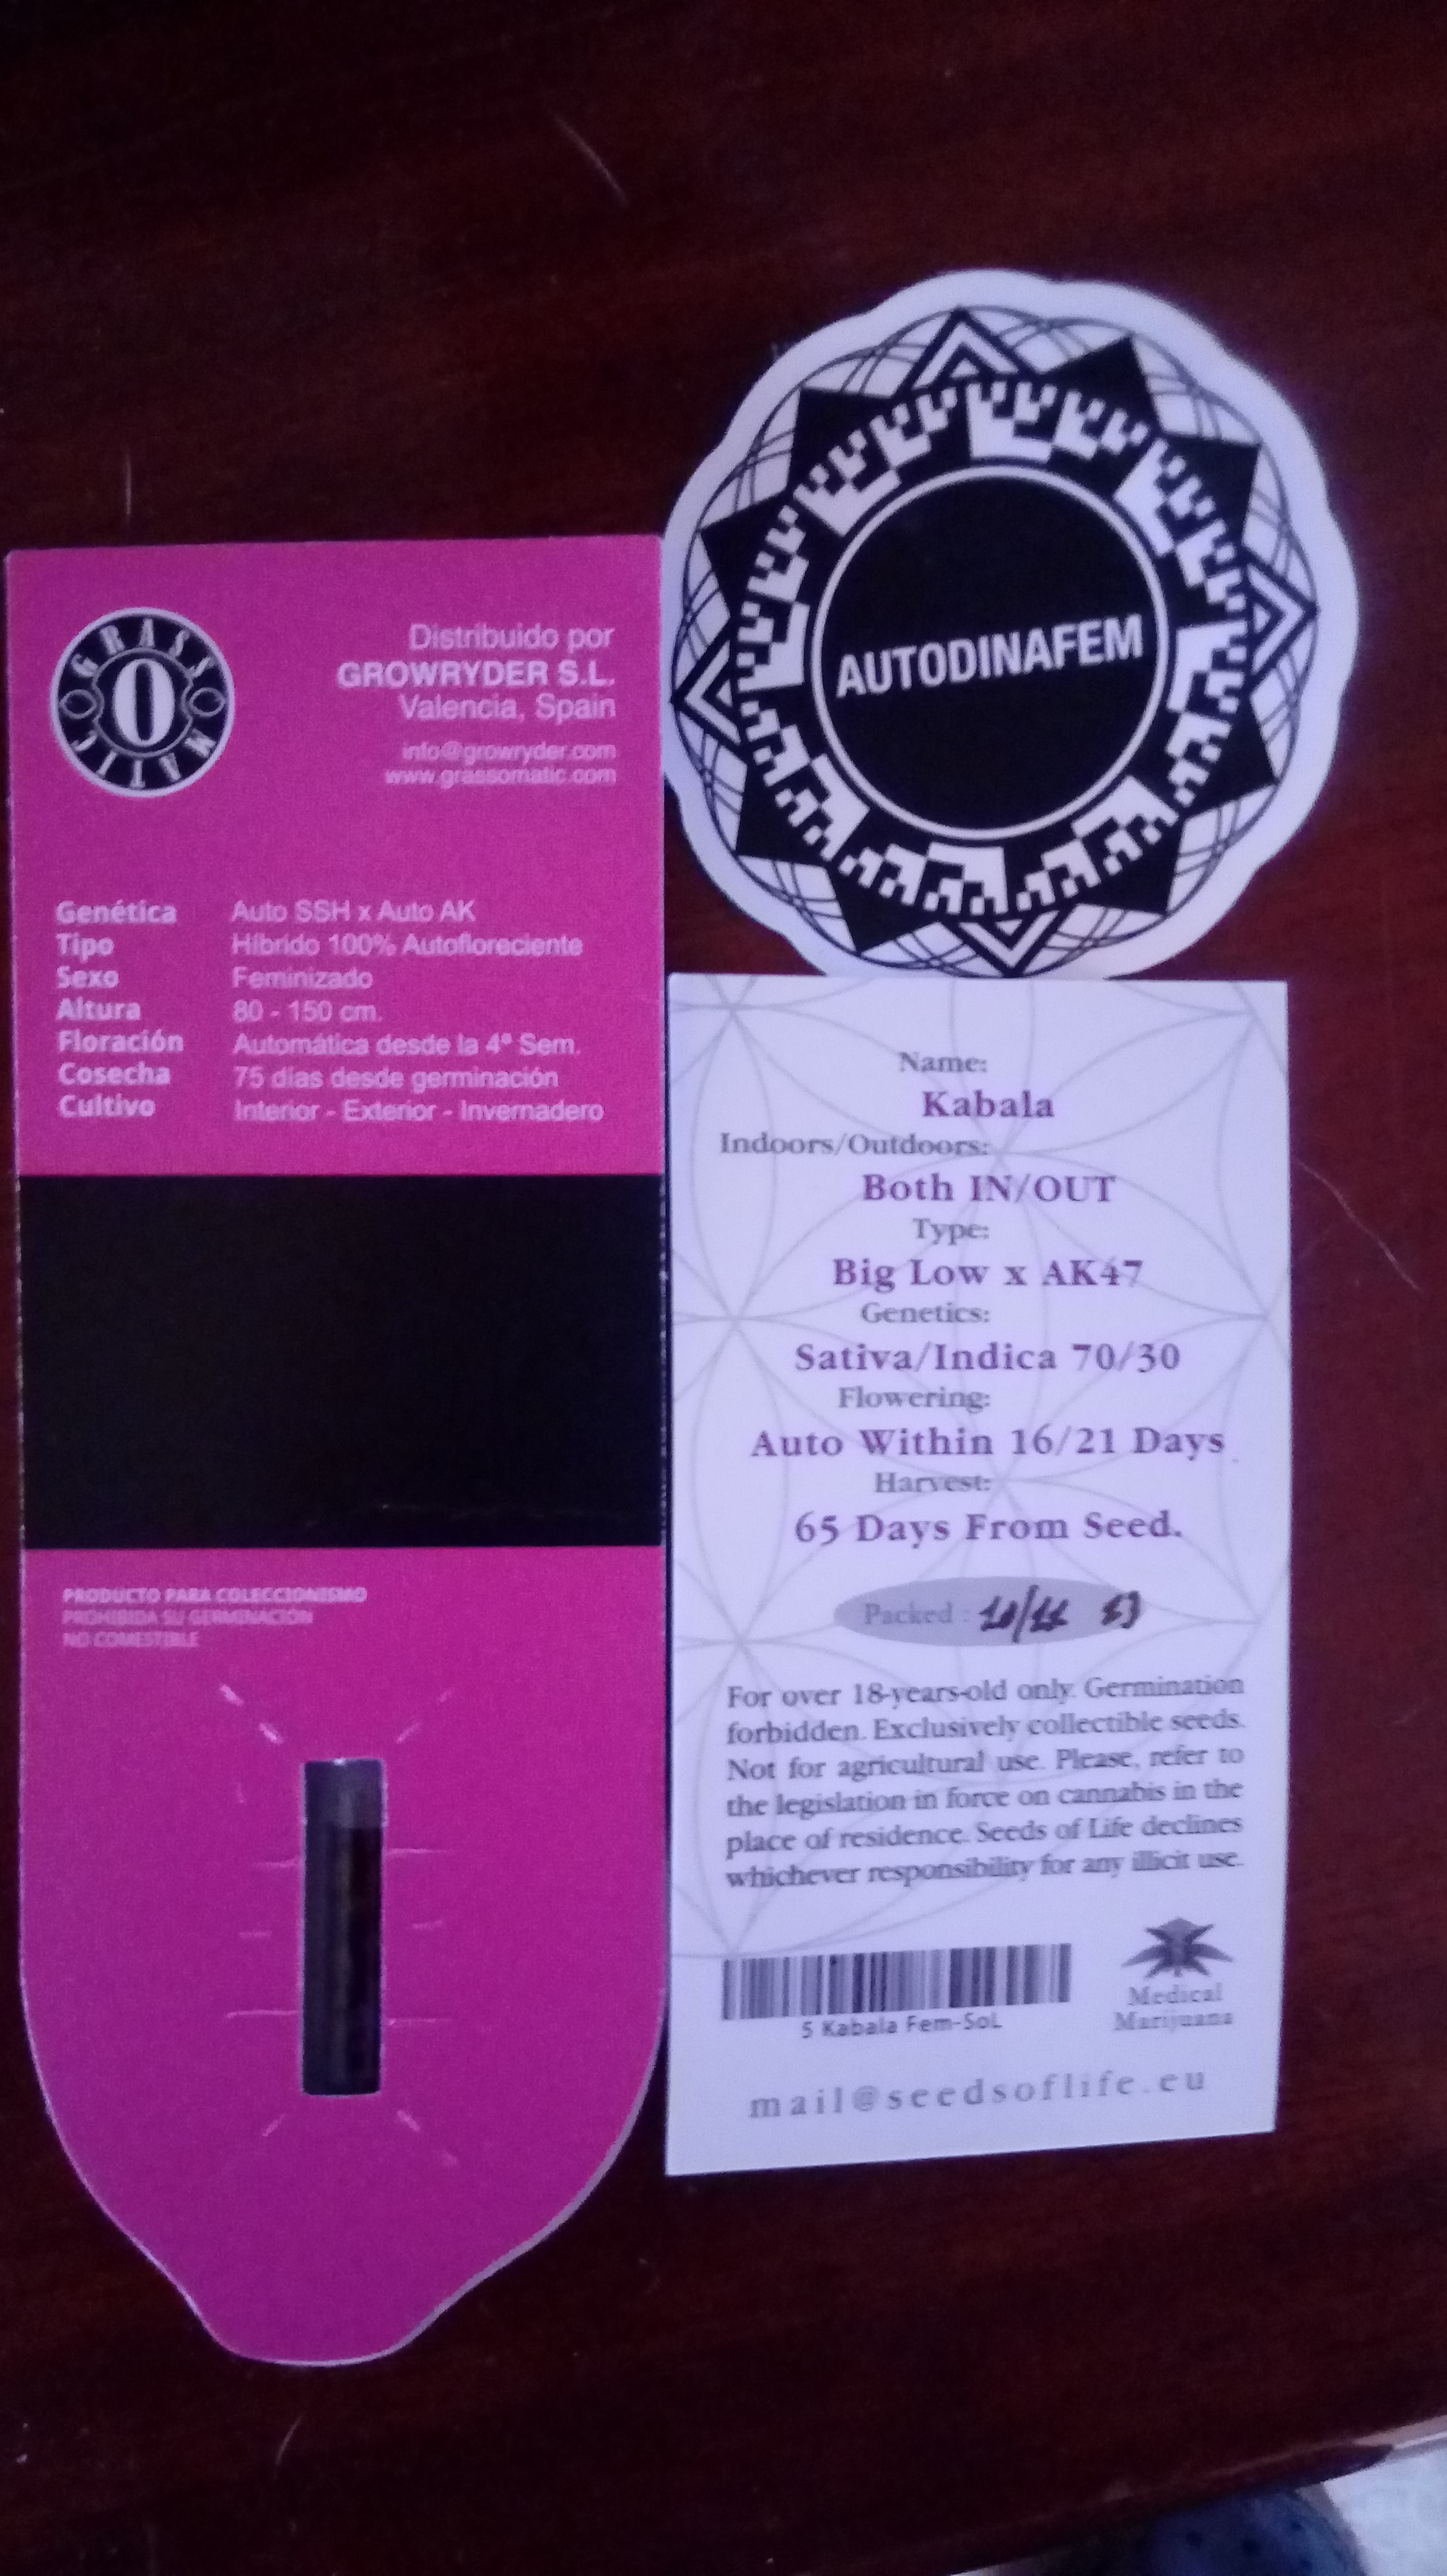 GRASSOMATIC
Distribuido por
GROWRYDER S.L.
Valencia, Spain
info@growryder.com
www.grassomatic.com
Genética Auto SSH x Auto AK
Tipo Híbrido 100% Autofloreciente
Sexo Feminizado
Altura 80 - 150 cm.
Floración Automática desde la 4ª Sem.
Cosecha 75 días desde germinación
Cultivo Interior - Exterior - Invernadero
PRODUCTO PARA COLECCIONISMO
PROHIBIDA SU GERMINACIÓN
NO COMESTIBLE
AUTODINAFEM
Name:
Kabala
Indoors/Outdoors:
Both IN/OUT
Type:
Big Low x AK47
Genetics:
Sativa/Indica 70/30
Flowering:
Auto Within 16/21 Days
Harvest:
65 Days From Seed.
Packed :
For over 18-years-old only. Germination
forbidden. Exclusively collectible seeds.
Not for agricultural use. Please, refer to
the legislation in force on cannabis in the
place of residence. Seeds of Life declines
whichever responsibility for any illicit use.
5 Kabala Fem-SoL
Medical
Marijuana
mail@seedsoflife.eu